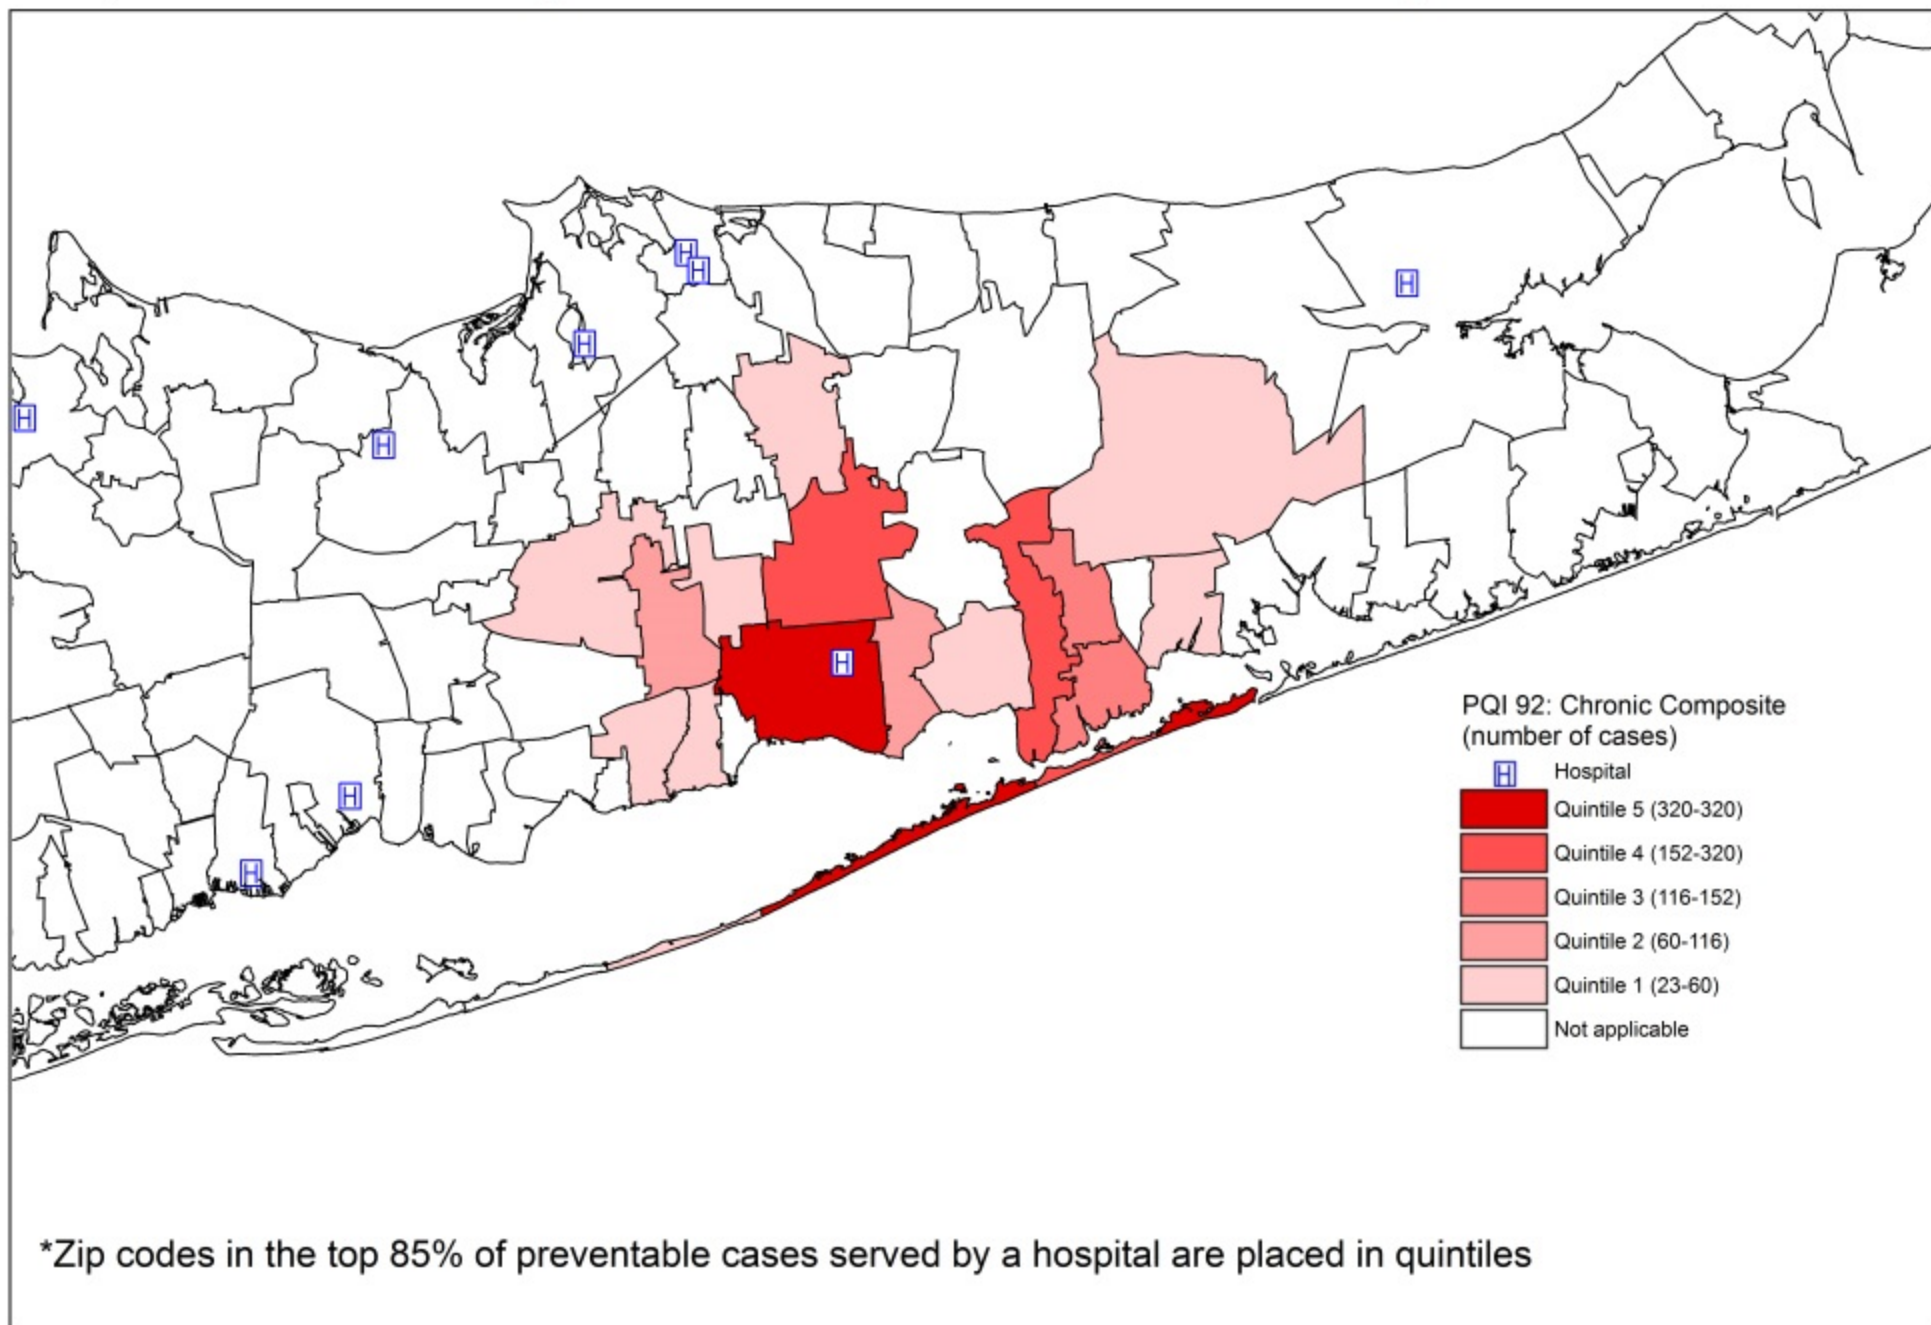 H
H
H
H
H
H
H
H
H
PQI 92: Chronic Composite
(number of cases)
H Hospital
Quintile 5 (320-320)
Quintile 4 (152-320)
Quintile 3 (116-152)
Quintile 2 (60-116)
Quintile 1 (23-60)
Not applicable
*Zip codes in the top 85% of preventable cases served by a hospital are placed in quintiles